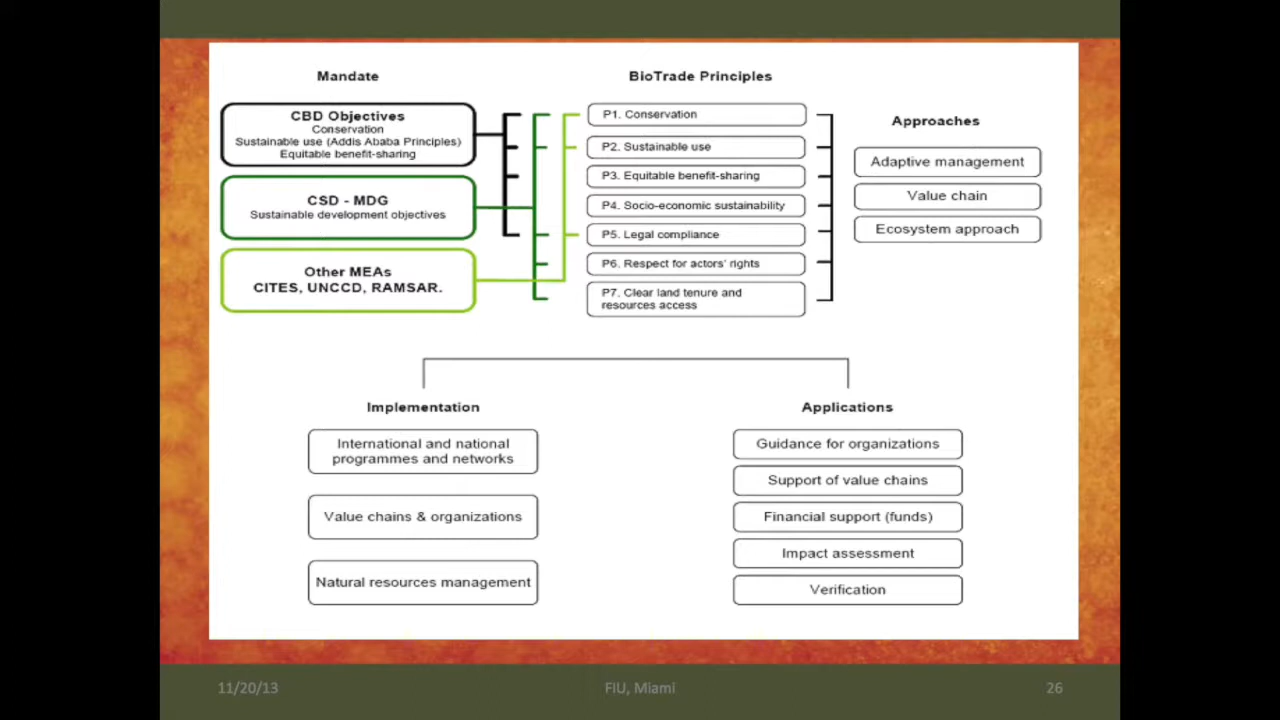 Mandate
CBD Objectives
Conservation
Sustainable use (Addis Ababa Principles)
Equitable benefit-sharing
CSD - MDG
Sustainable development objectives
Other MEAs
CITES, UNCCD, RAMSAR.
BioTrade Principles
P1. Conservation
P2. Sustainable use
P3. Equitable benefit-sharing
P4. Socio-economic sustainability
P5. Legal compliance
P6. Respect for actors' rights
P7. Clear land tenure and
resources access
Approaches
Adaptive management
Value chain
Ecosystem approach
Implementation
International and national
programmes and networks
Value chains & organizations
Natural resources management
Applications
Guidance for organizations
Support of value chains
Financial support (funds)
Impact assessment
Verification
11/20/13
FIU, Miami
26